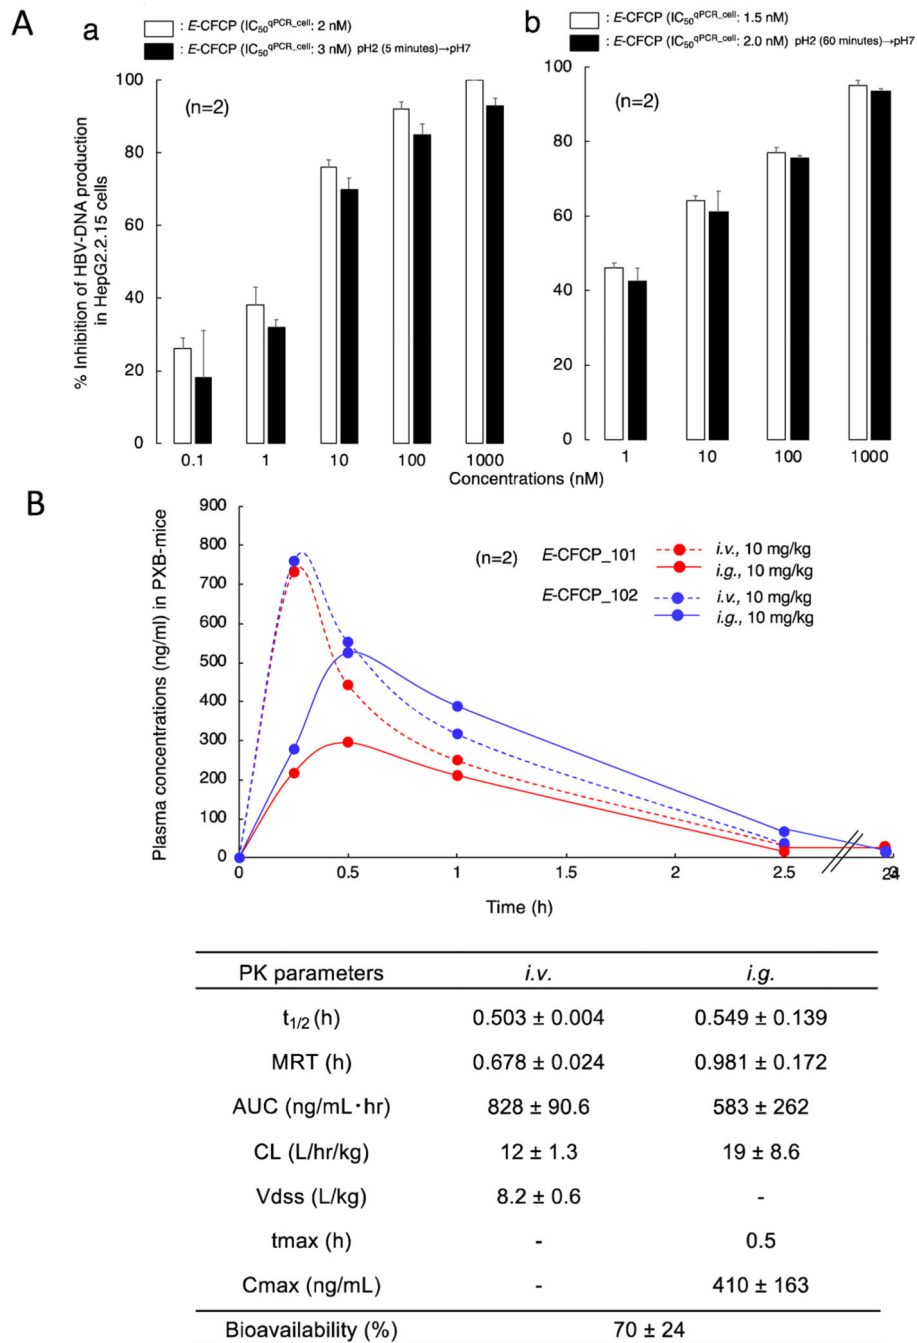 A
a
: E-CFCP (IC50qPCR_cell: 2 nM)
: E-CFCP (IC50qPCR_cell: 3 nM) pH2 (5 minutes)→pH7
(n=2)
% Inhibition of HBV-DNA production
in HepG2.2.15 cells
100
80
60
40
20
0
0.1 1 10 100 1000
b
: E-CFCP (IC50qPCR_cell: 1.5 nM)
: E-CFCP (IC50qPCR_cell: 2.0 nM) pH2 (60 minutes)→pH7
(n=2)
100
80
60
40
20
0
1 10 100 1000
Concentrations (nM)
B
Plasma concentrations (ng/ml) in PXB-mice
900
800
700
600
500
400
300
200
100
0
(n=2) E-CFCP_101 i.v., 10 mg/kg
i.g., 10 mg/kg
E-CFCP_102 i.v., 10 mg/kg
i.g., 10 mg/kg
0 0.5 1 1.5 2 2.5 24
Time (h)
PK parameters i.v. i.g.
t1/2 (h) 0.503 ± 0.004 0.549 ± 0.139
MRT (h) 0.678 ± 0.024 0.981 ± 0.172
AUC (ng/mL·hr) 828 ± 90.6 583 ± 262
CL (L/hr/kg) 12 ± 1.3 19 ± 8.6
Vdss (L/kg) 8.2 ± 0.6 -
tmax (h) - 0.5
Cmax (ng/mL) - 410 ± 163
Bioavailability (%) 70 ± 24